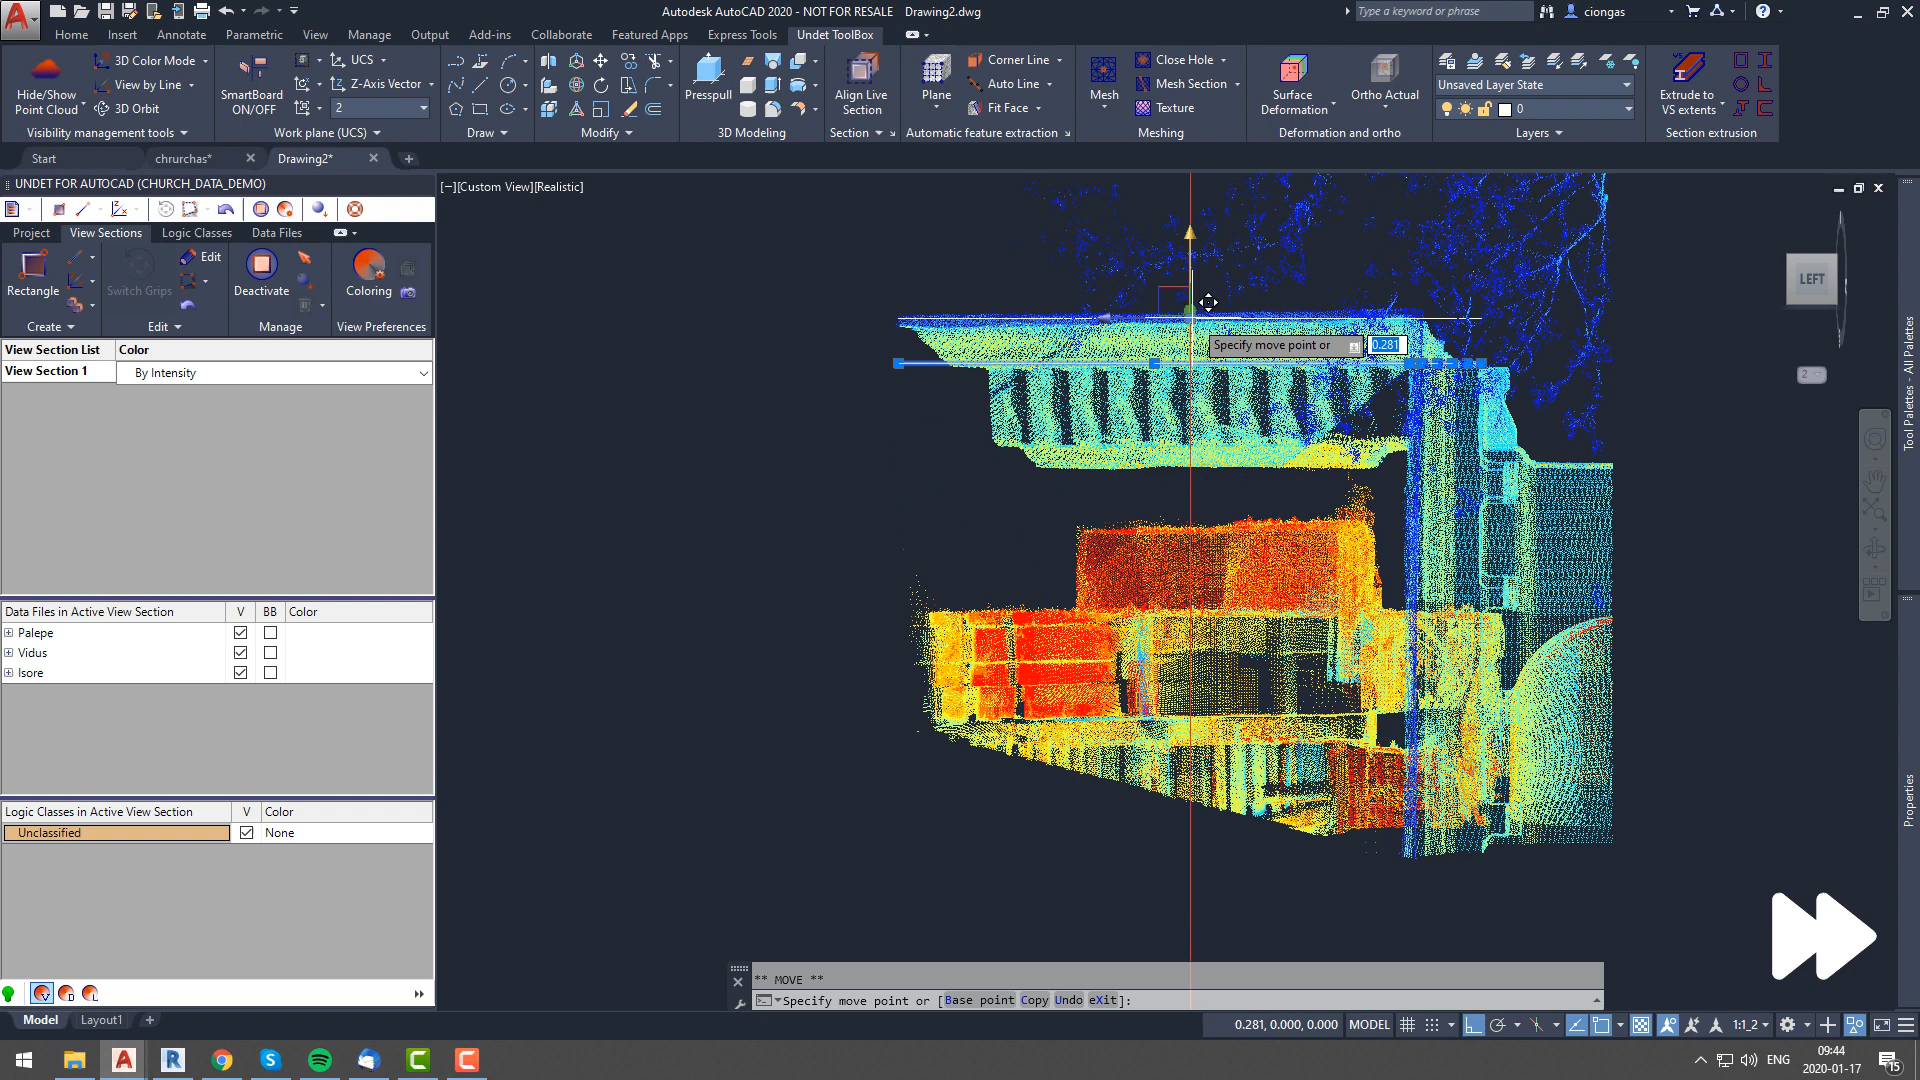 Autodesk AutoCAD 2020 - NOT FOR RESALE Drawing2.dwg
Type a keyword or phrase
ciongas
Home Insert Annotate Parametric View Manage Output Add-ins Collaborate Featured Apps Express Tools Undet ToolBox
3D Color Mode
View by Line
3D Orbit
Hide/Show
Point Cloud
Visibility management tools
SmartBoard
ON/OFF
UCS
Z-Axis Vector
2
Work plane (UCS)
Draw
Modify
Presspull
3D Modeling
Align Live
Section
Section
Plane
Corner Line
Auto Line
Fit Face
Automatic feature extraction
Mesh
Close Hole
Mesh Section
Texture
Meshing
Surface
Deformation
Ortho Actual
Deformation and ortho
Unsaved Layer State
0
Layers
Extrude to
VS extents
Section extrusion
Start chrurchas* Drawing2*
UNDET FOR AUTOCAD (CHURCH_DATA_DEMO)
Project View Sections Logic Classes Data Files
Rectangle
Create
Switch Grips
Edit
Edit
Deactivate
Manage
Coloring
View Preferences
View Section List Color
View Section 1 By Intensity
Data Files in Active View Section V BB Color
Palepe
Vidus
Isore
Logic Classes in Active View Section V Color
Unclassified None
[−][Custom View][Realistic]
Specify move point or 0.281
LEFT
2
Tool Palettes - All Palettes
Properties
** MOVE **
Specify move point or [Base point Copy Undo eXit]:
Model Layout1
0.281, 0.000, 0.000 MODEL
1:1_2
ENG
09:44
2020-01-17
15